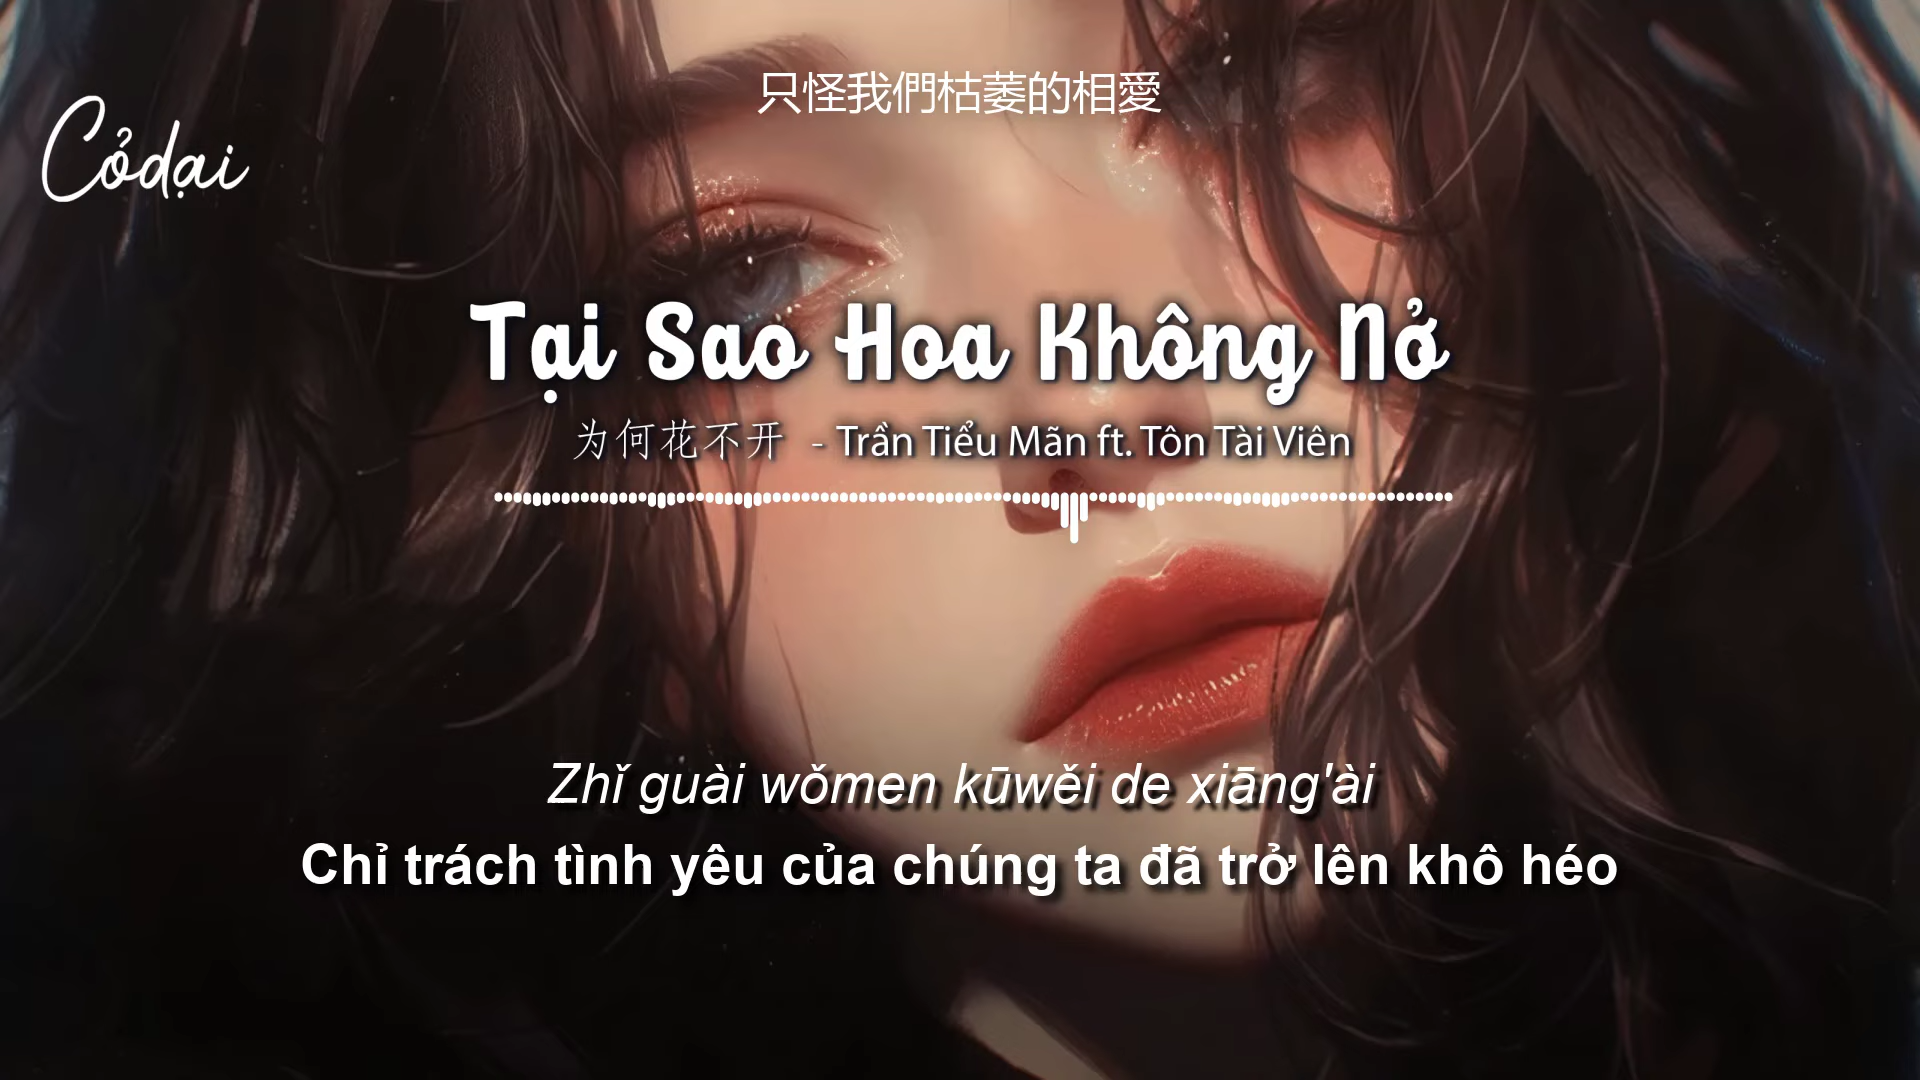 只怪我們枯萎的相愛
Cỏdại
Tại Sao Hoa Không Nở
为何花不开 - Trần Tiểu Mãn ft. Tôn Tài Viên
Zhǐ guài wǒmen kūwěi de xiāng'ài
Chỉ trách tình yêu của chúng ta đã trở lên khô héo